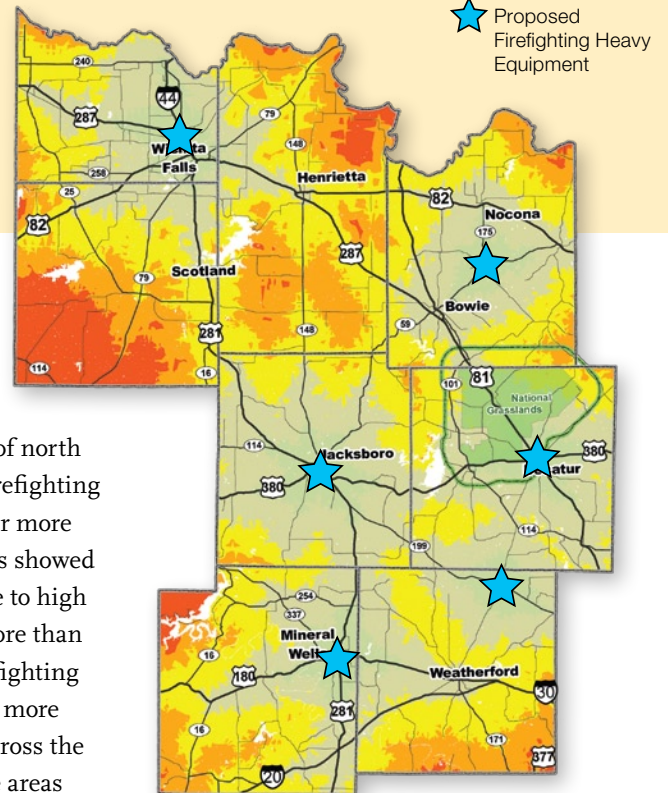 Proposed
Firefighting Heavy
Equipment
240
44
287
79
Falls
258
148
Henrietta
25
82
82
Nocona
175
287
Scotland
79
Bowie
281
148
59
114
16
81
101
National
Grasslands
of north
refighting
r more
s showed
e to high
ore than
fighting
more
ross the
e areas
114
Jacksboro
380
380
114
199
254
337
Mineral
16
180
Weatherford
281
30
16
171
377
20